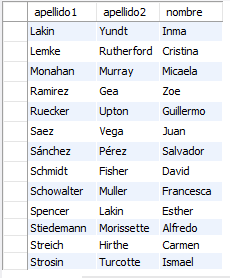 apellido1 apellido2 nombre
Lakin Yundt Inma
Lemke Rutherford Cristina
Monahan Murray Micaela
Ramirez Gea Zoe
Ruecker Upton Guillermo
Saez Vega Juan
Sánchez Pérez Salvador
Schmidt Fisher David
Schowalter Muller Francesca
Spencer Lakin Esther
Stiedemann Morissette Alfredo
Streich Hirthe Carmen
Strosin Turcotte Ismael